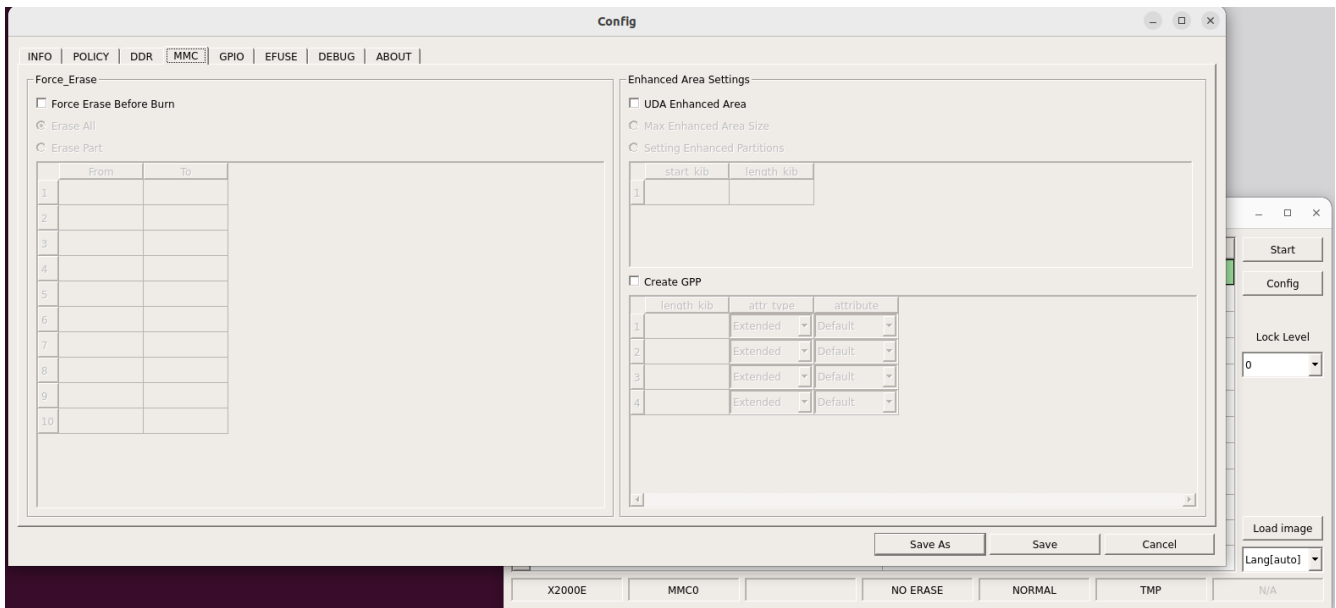 Config
INFO POLICY DDR MMC GPIO EFUSE DEBUG ABOUT
Force_Erase
Force Erase Before Burn
Erase All
Erase Part
From To
1
2
3
4
5
6
7
8
9
10
Enhanced Area Settings
UDA Enhanced Area
Max Enhanced Area Size
Setting Enhanced Partitions
start_kib length_kib
1
Create GPP
length_kib attr_type attribute
1 Extended Default
2 Extended Default
3 Extended Default
4 Extended Default
Save As Save Cancel
Start
Config
Lock Level
0
Load image
Lang[auto]
X2000E MMC0 NO ERASE NORMAL TMP N/A